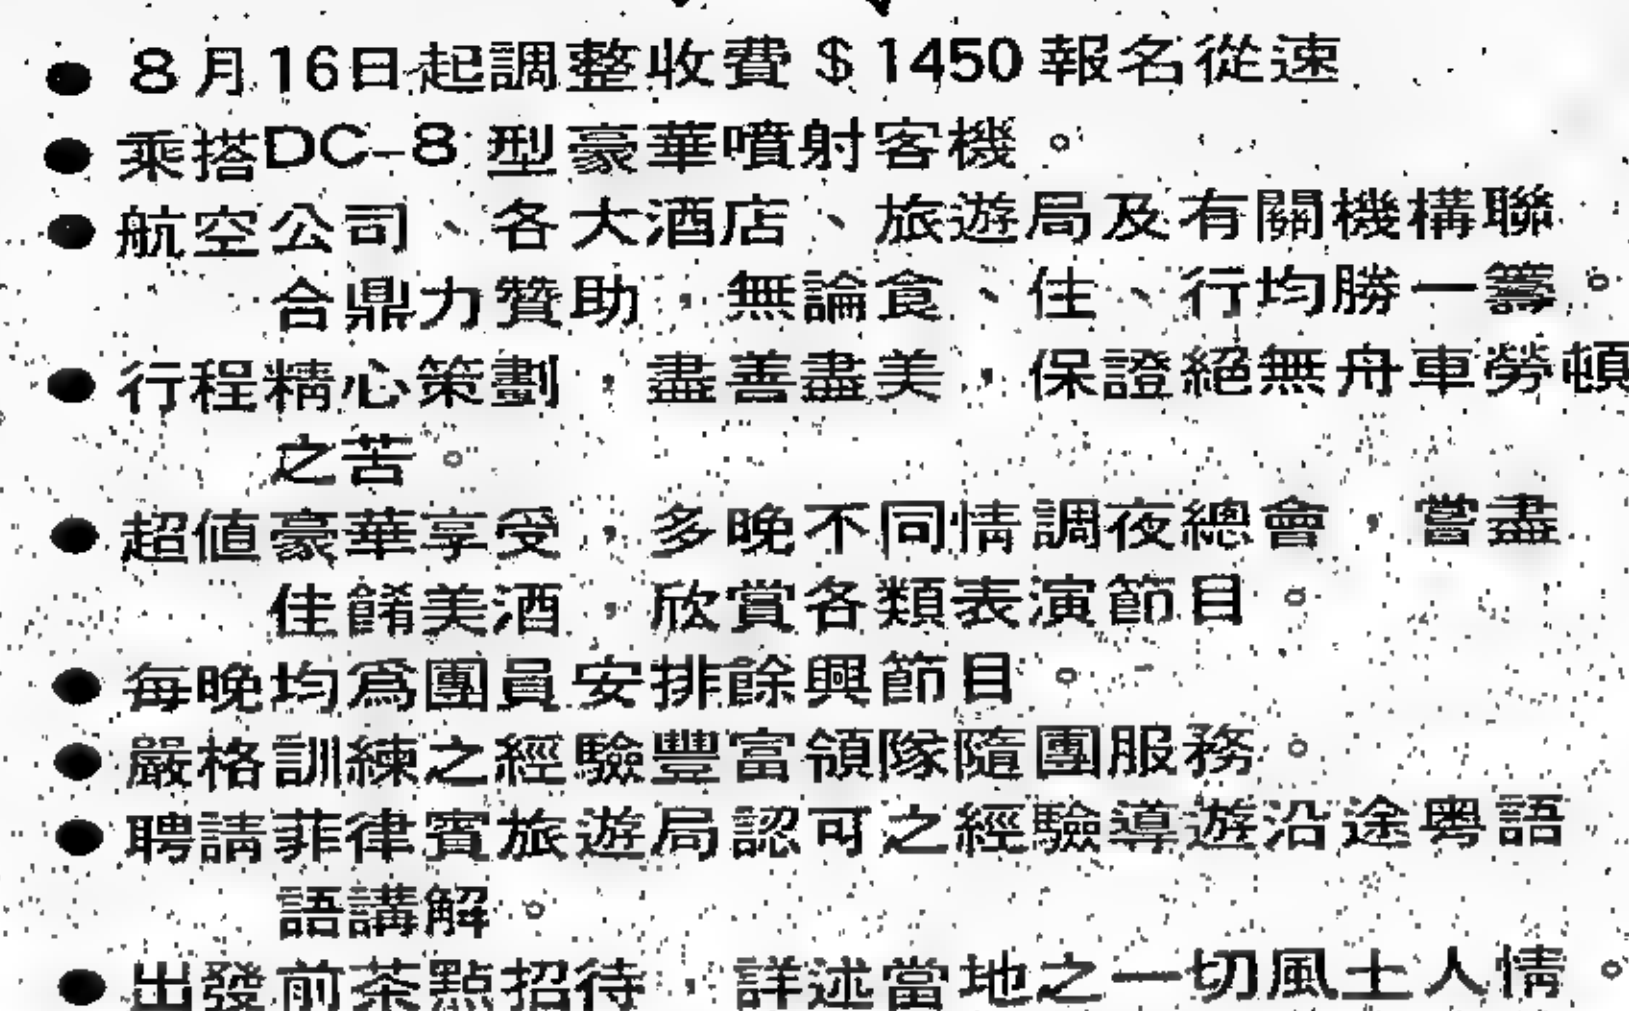 ● 8月16日起調整收費＄1450報名從速
● 乘搭DC-8型豪華噴射客機。
● 航空公司、各大酒店、旅遊局及有關機構聯
合鼎力贊助，無論食、住、行均勝一籌。
● 行程精心策劃，盡善盡美，保證絕無舟車勞頓
之苦。
● 超值豪華享受，多晚不同情調夜總會，嘗盡
佳餚美酒，欣賞各類表演節目。
● 每晚均爲團員安排餘興節目。
● 嚴格訓練之經驗豐富領隊隨團服務。
● 聘請菲律賓旅遊局認可之經驗導遊沿途粵語
語講解。
● 出發前茶點招待，詳述當地之一切風土人情。